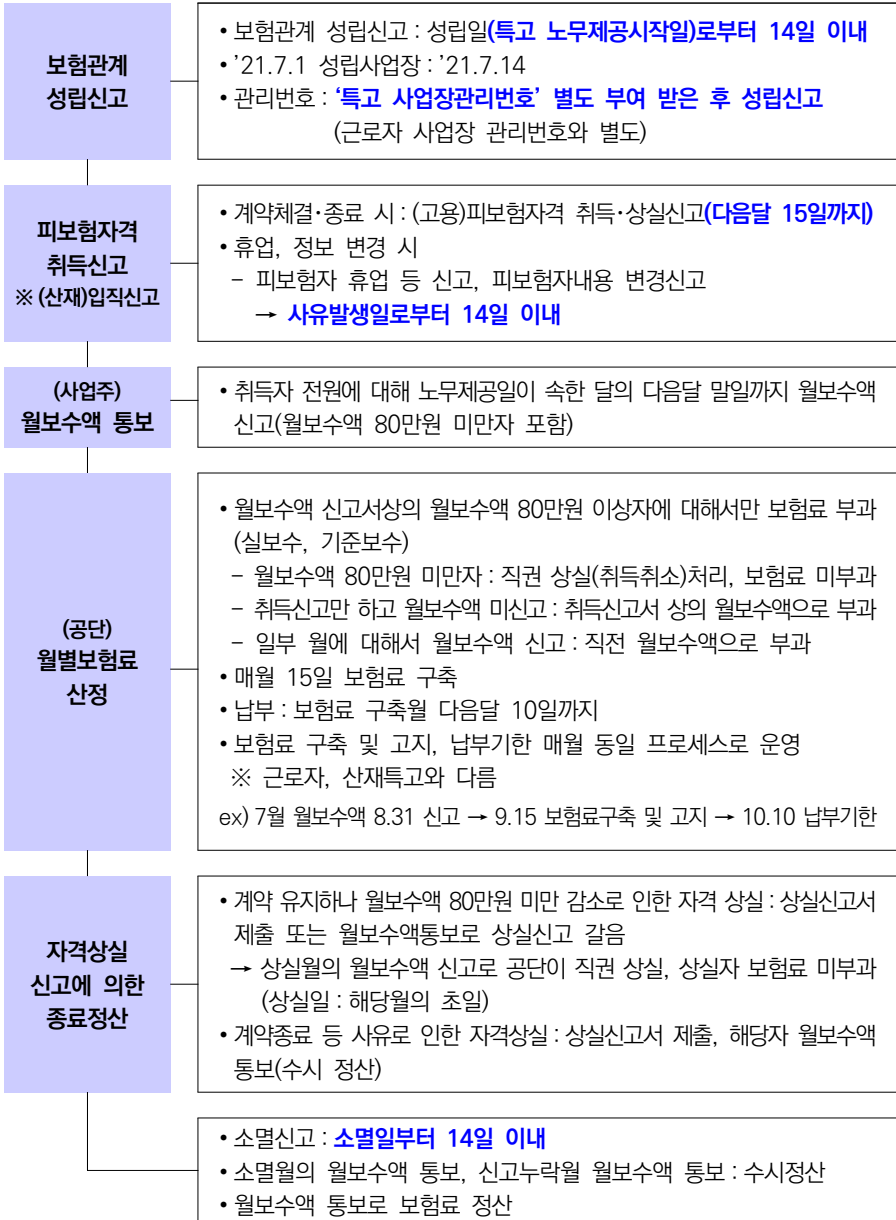 보험관계
성립신고
• 보험관계 성립신고 : 성립일(특고 노무제공시작일)로부터 14일 이내
• ’21.7.1 성립사업장 : ’21.7.14
• 관리번호 : ‘특고 사업장관리번호’ 별도 부여 받은 후 성립신고
(근로자 사업장 관리번호와 별도)
피보험자격
취득신고
※ (산재)입직신고
• 계약체결·종료 시 : (고용)피보험자격 취득·상실신고(다음달 15일까지)
• 휴업, 정보 변경 시
- 피보험자 휴업 등 신고, 피보험자내용 변경신고
→ 사유발생일로부터 14일 이내
(사업주)
월보수액 통보
• 취득자 전원에 대해 노무제공일이 속한 달의 다음달 말일까지 월보수액
신고(월보수액 80만원 미만자 포함)
(공단)
월별보험료
산정
• 월보수액 신고서상의 월보수액 80만원 이상자에 대해서만 보험료 부과
(실보수, 기준보수)
- 월보수액 80만원 미만자 : 직권 상실(취득취소)처리, 보험료 미부과
- 취득신고만 하고 월보수액 미신고 : 취득신고서 상의 월보수액으로 부과
- 일부 월에 대해서 월보수액 신고 : 직전 월보수액으로 부과
• 매월 15일 보험료 구축
• 납부 : 보험료 구축월 다음달 10일까지
• 보험료 구축 및 고지, 납부기한 매월 동일 프로세스로 운영
※ 근로자, 산재특고와 다름
ex) 7월 월보수액 8.31 신고 → 9.15 보험료구축 및 고지 → 10.10 납부기한
자격상실
신고에 의한
종료정산
• 계약 유지하나 월보수액 80만원 미만 감소로 인한 자격 상실 : 상실신고서
제출 또는 월보수액통보로 상실신고 갈음
→ 상실월의 월보수액 신고로 공단이 직권 상실, 상실자 보험료 미부과
(상실일 : 해당월의 초일)
• 계약종료 등 사유로 인한 자격상실 : 상실신고서 제출, 해당자 월보수액
통보(수시 정산)
• 소멸신고 : 소멸일부터 14일 이내
• 소멸월의 월보수액 통보, 신고누락월 월보수액 통보 : 수시정산
• 월보수액 통보로 보험료 정산